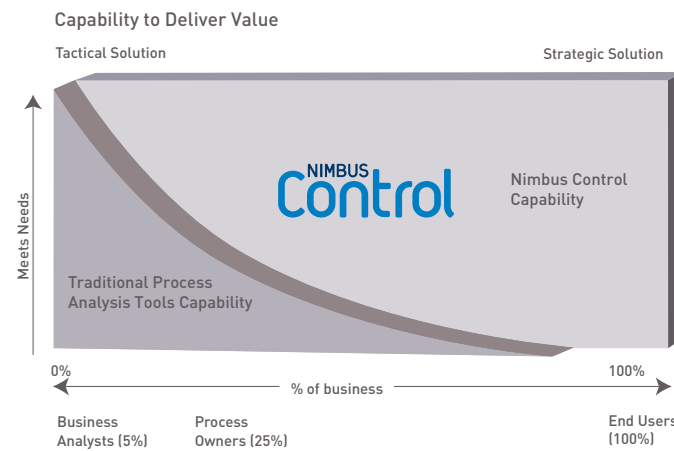 Capability to Deliver Value
Tactical Solution
Strategic Solution
NIMBUS
Control
Nimbus Control
Capability
Meets Needs
Traditional Process
Analysis Tools Capability
0%
100%
% of business
Business
Analysts (5%)
Process
Owners (25%)
End Users
(100%)